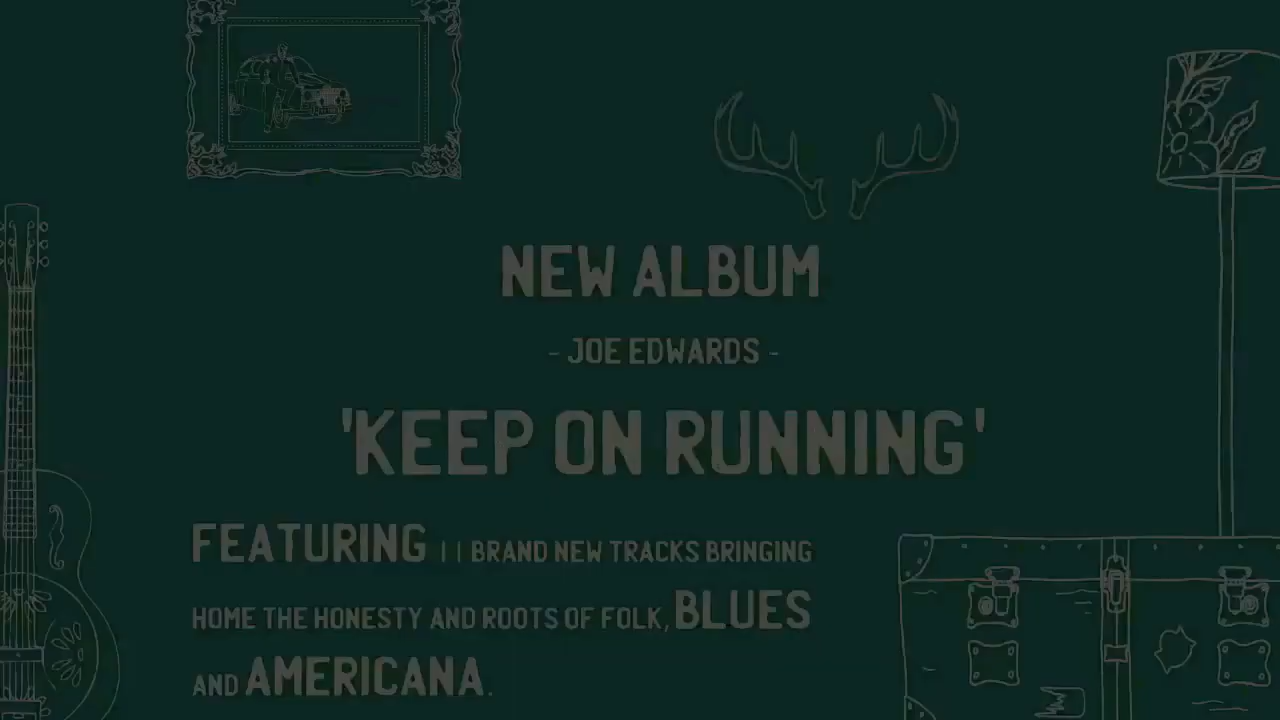 NEW ALBUM
- JOE EDWARDS -
'KEEP ON RUNNING'
FEATURING 11 BRAND NEW TRACKS BRINGING
HOME THE HONESTY AND ROOTS OF FOLK, BLUES
AND AMERICANA.